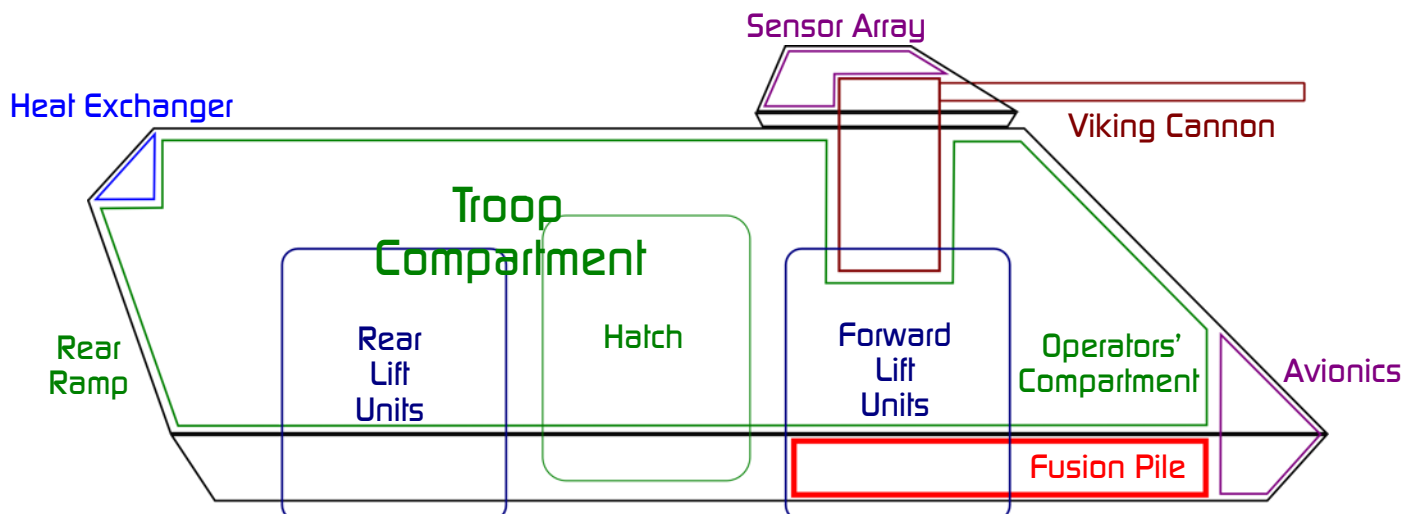 Sensor Array
Heat Exchanger
Viking Cannon
Troop
Compartment
Rear
Ramp
Rear
Lift
Units
Hatch
Forward
Lift
Units
Operators'
Compartment
Avionics
Fusion Pile